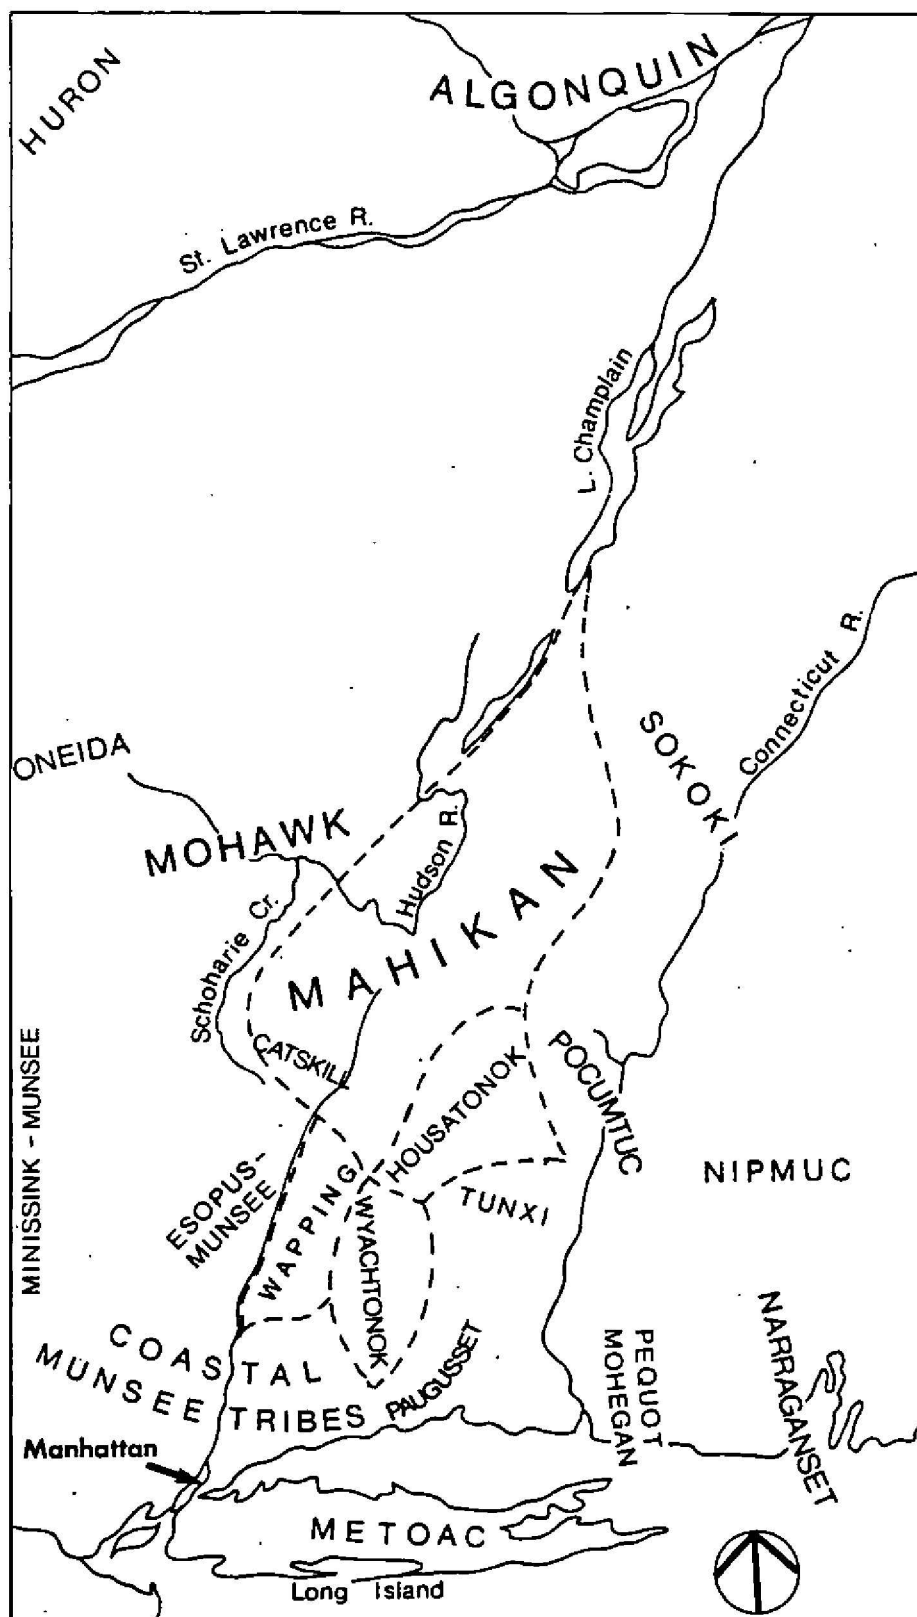 HURON
ALGONQUIN
St. Lawrence R.
L. Champlain
Connecticut R.
SOKOKI
ONEIDA
MOHAWK
Hudson R.
Schoharie Cr.
MAHIKAN
CATSKILL
HOUSATONOK
POCUMTUC
MINISSINK - MUNSEE
NIPMUC
ESOPUS-
MUNSEE
WAPPING
WYACHTONOK
TUNXI
COASTAL
MUNSEE TRIBES
PAUGUSSET
PEQUOT
MOHEGAN
NARRAGANSET
Manhattan
METOAC
Long Island